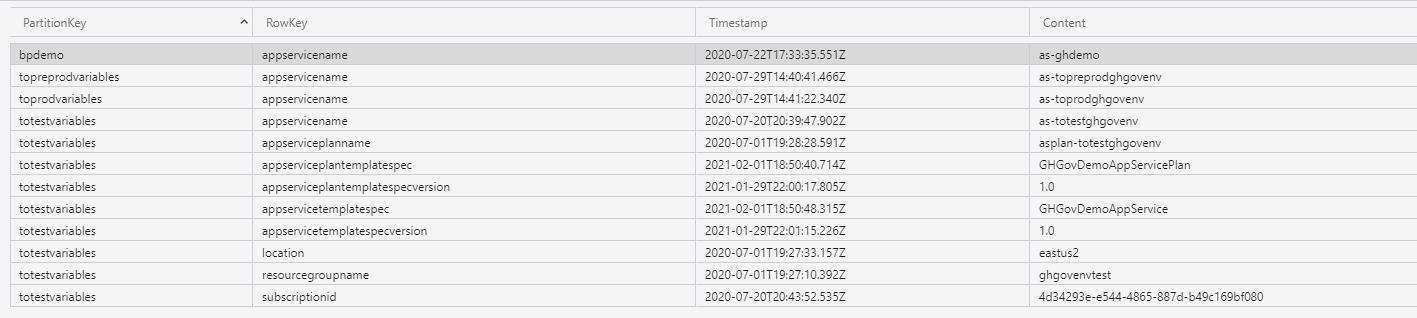 PartitionKey RowKey Timestamp Content
bpdemo appservicename 2020-07-22T17:33:35.551Z as-ghdemo
topreprodvariables appservicename 2020-07-29T14:40:41.466Z as-topreprodghgovenv
toprodvariables appservicename 2020-07-29T14:41:22.340Z as-toprodghgovenv
totestvariables appservicename 2020-07-20T20:39:47.902Z as-totestghgovenv
totestvariables appserviceplanname 2020-07-01T19:28:28.591Z asplan-totestghgovenv
totestvariables appserviceplantemplatespec 2021-02-01T18:50:40.714Z GHGovDemoAppServicePlan
totestvariables appserviceplantemplatespecversion 2021-01-29T22:00:17.805Z 1.0
totestvariables appservicetemplatespec 2021-02-01T18:50:48.315Z GHGovDemoAppService
totestvariables appservicetemplatespecversion 2021-01-29T22:01:15.226Z 1.0
totestvariables location 2020-07-01T19:27:33.157Z eastus2
totestvariables resourcegroupname 2020-07-01T19:27:10.392Z ghgovenvtest
totestvariables subscriptionid 2020-07-20T20:43:52.535Z 4d34293e-e544-4865-887d-b49c169bf080